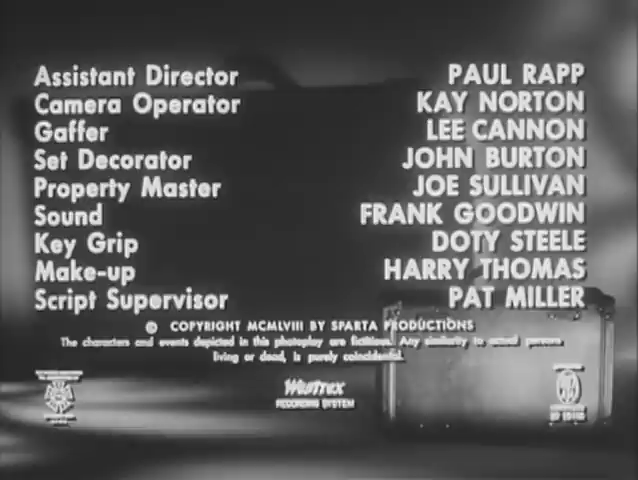 Assistant Director PAUL RAPP
Camera Operator KAY NORTON
Gaffer LEE CANNON
Set Decorator JOHN BURTON
Property Master JOE SULLIVAN
Sound FRANK GOODWIN
Key Grip DOTY STEELE
Make-up HARRY THOMAS
Script Supervisor PAT MILLER
© COPYRIGHT MCMLVIII BY SPARTA PRODUCTIONS
The characters and events depicted in this photoplay are fictitious. Any similarity to actual persons
living or dead, is purely coincidental.
Westrex
RECORDING SYSTEM